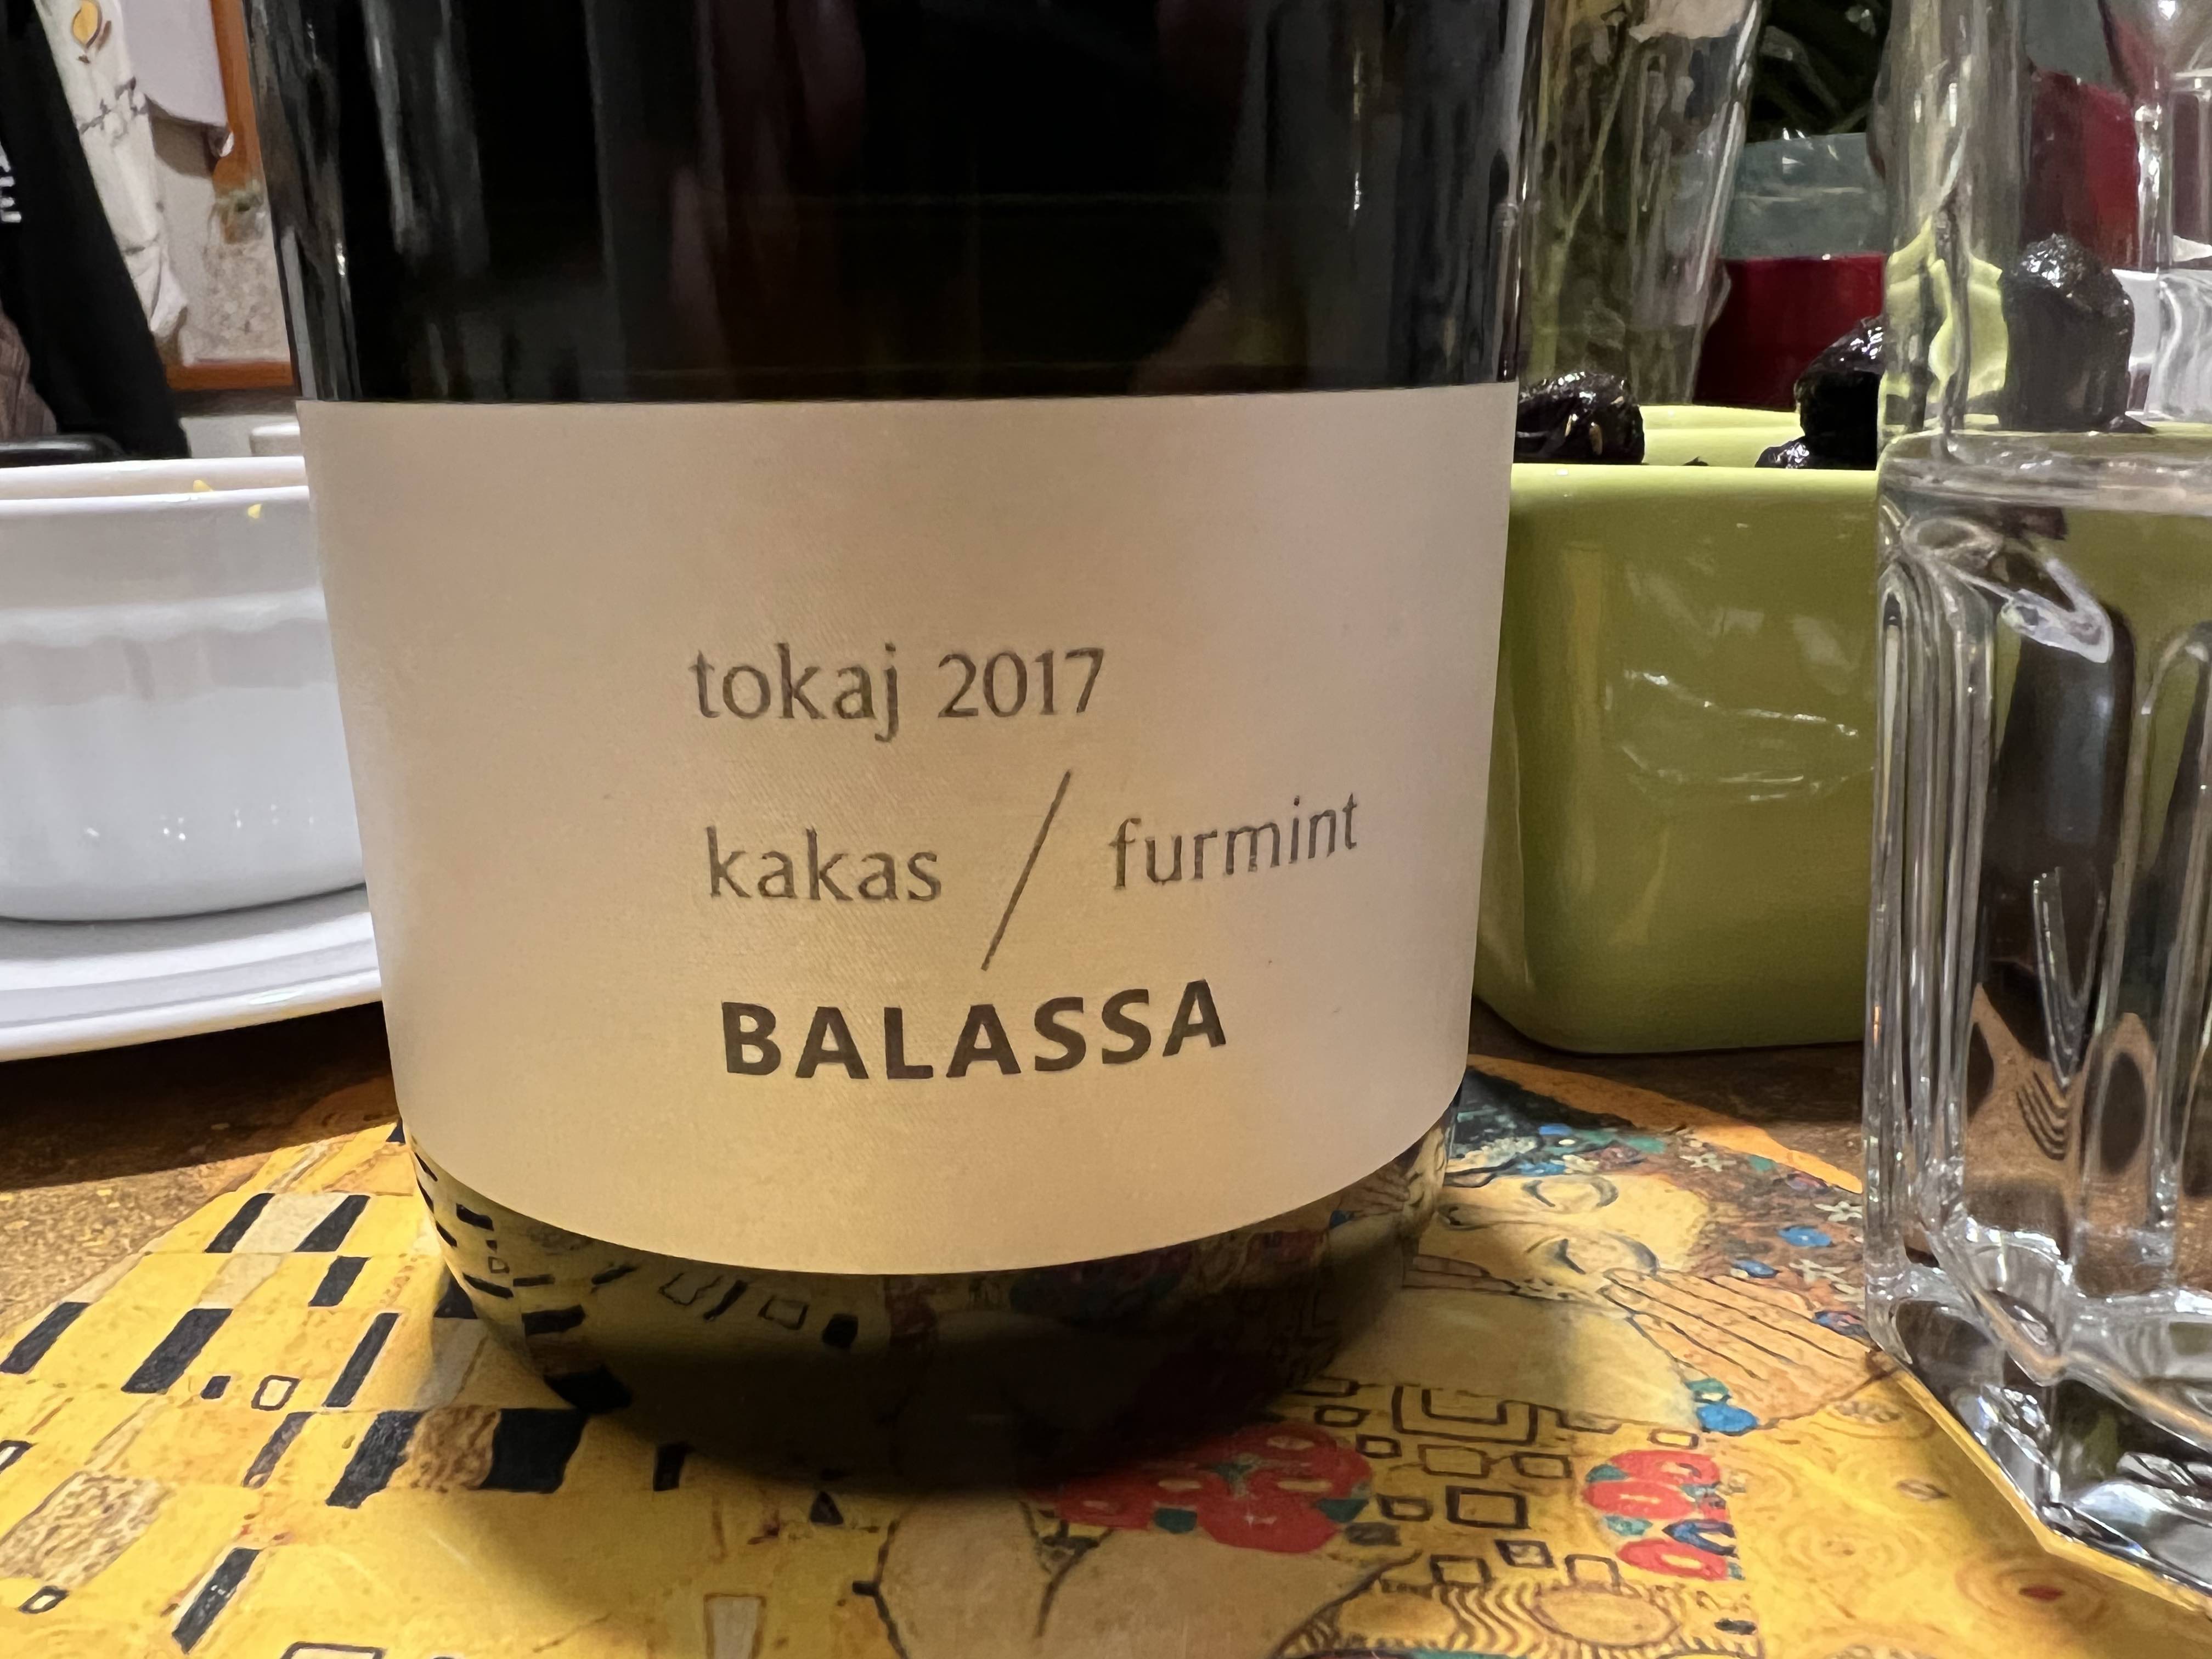 tokaj 2017
kakas / furmint
BALASSA